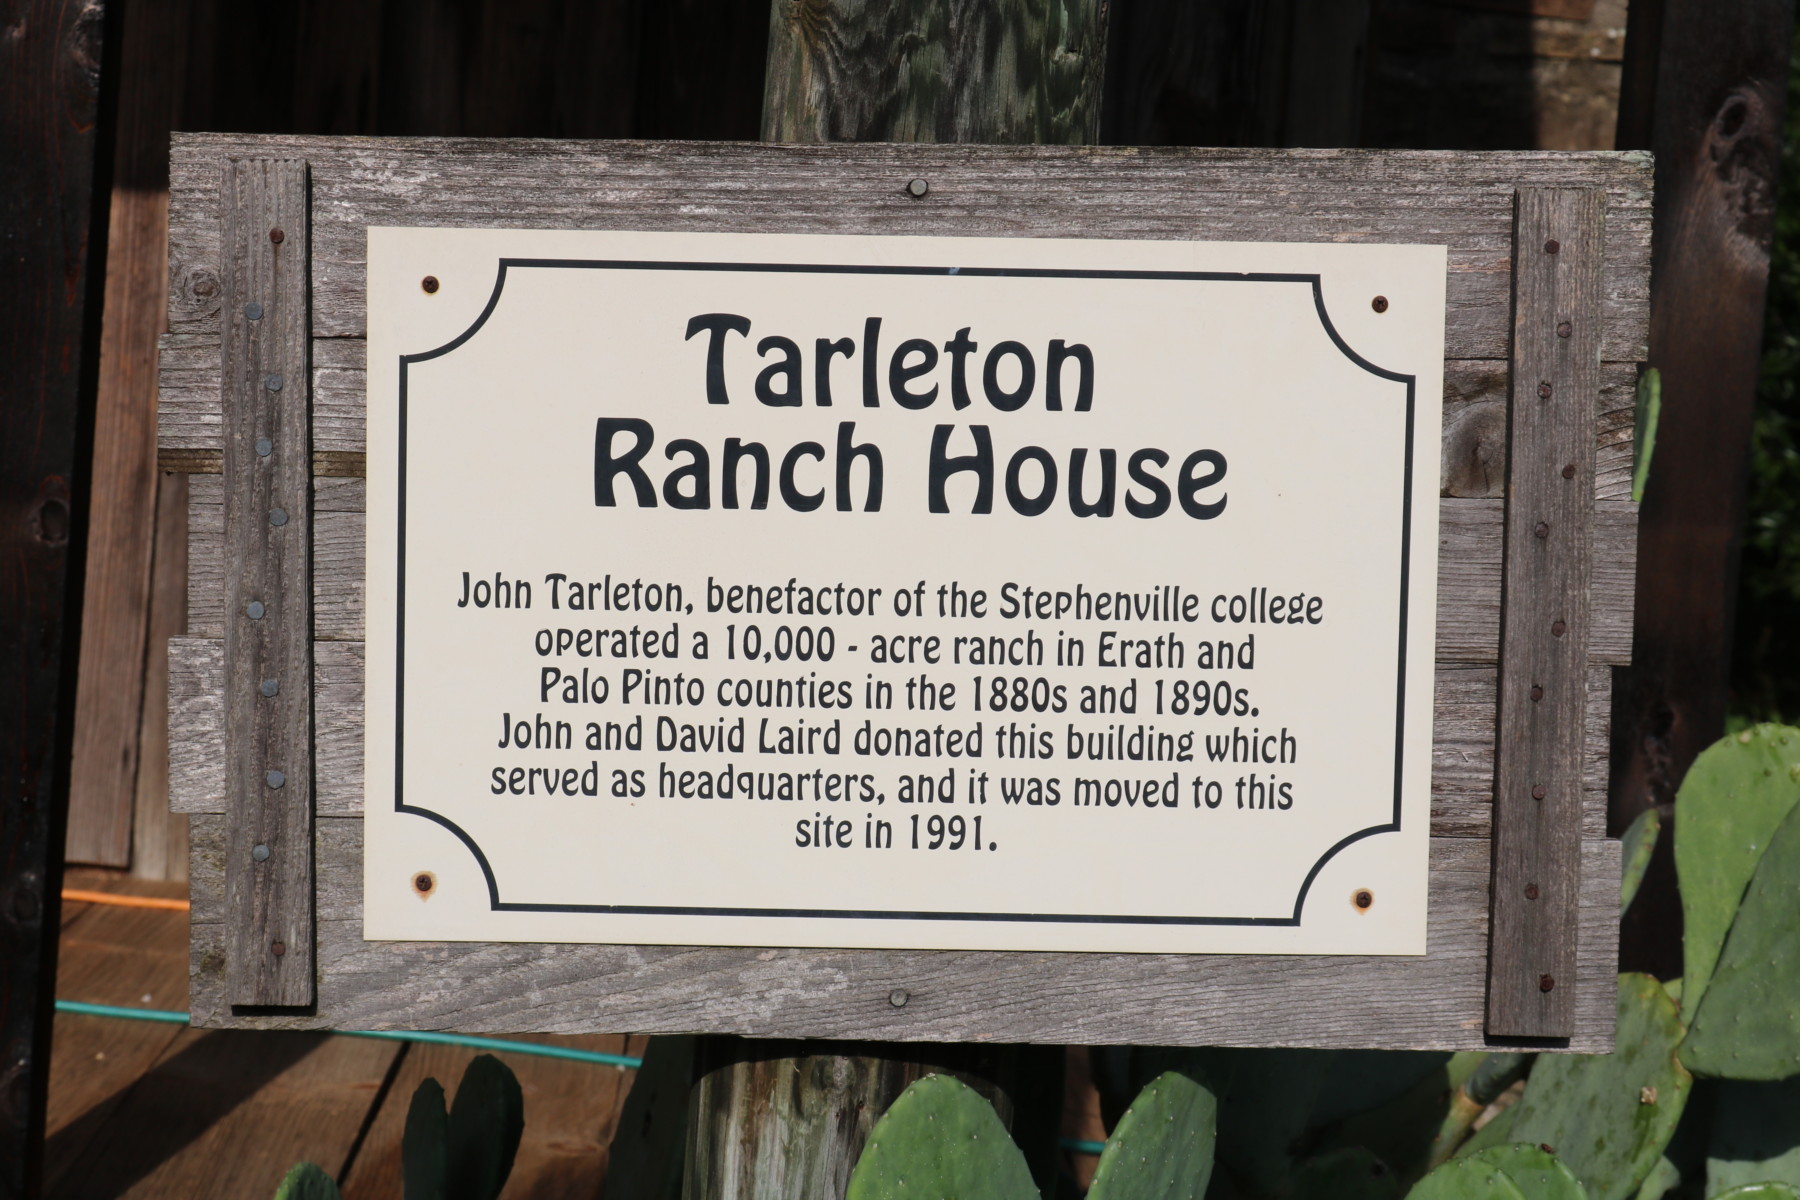 Tarleton
Ranch House
John Tarleton, benefactor of the Stephenville college
operated a 10,000 - acre ranch in Erath and
Palo Pinto counties in the 1880s and 1890s.
John and David Laird donated this building which
served as headquarters, and it was moved to this
site in 1991.